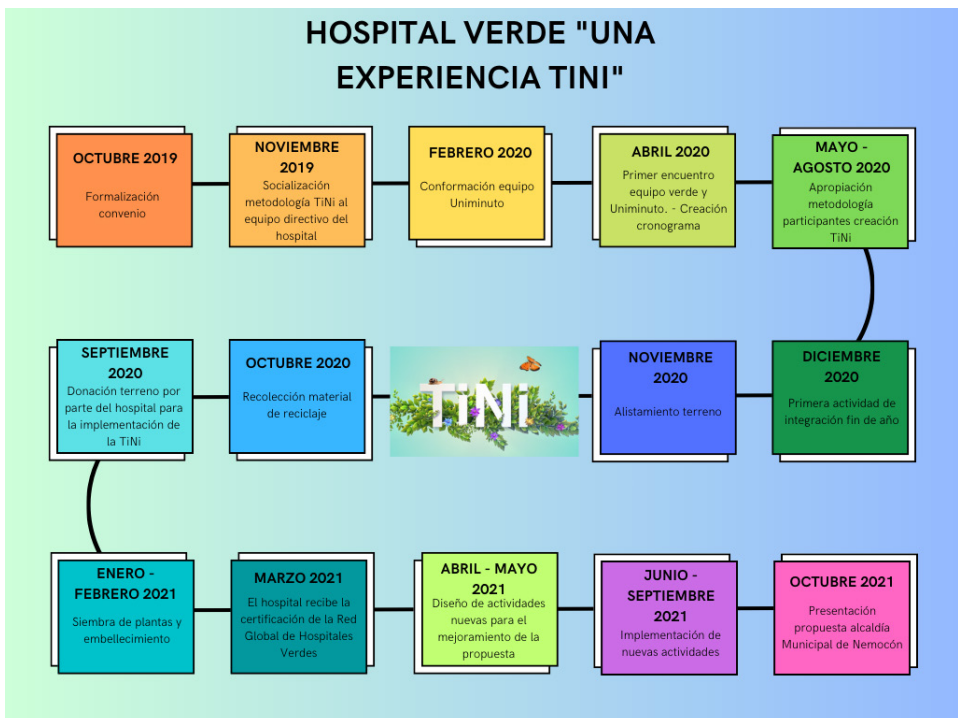 HOSPITAL VERDE "UNA
EXPERIENCIA TINI"
OCTUBRE 2019
Formalización
convenio
NOVIEMBRE
2019
Socialización
metodología TiNi al
equipo directivo del
hospital
FEBRERO 2020
Conformación equipo
Uniminuto
ABRIL 2020
Primer encuentro
equipo verde y
Uniminuto. - Creación
cronograma
MAYO -
AGOSTO 2020
Apropiación
metodología
participantes creación
TiNi
SEPTIEMBRE
2020
Donación terreno por
parte del hospital para
la implementación de
la TiNi
OCTUBRE 2020
Recolección material
de reciclaje
TiNi
NOVIEMBRE
2020
Alistamiento terreno
DICIEMBRE
2020
Primera actividad de
integración fin de año
ENERO -
FEBRERO 2021
Siembra de plantas y
embellecimiento
MARZO 2021
El hospital recibe la
certificación de la Red
Global de Hospitales
Verdes
ABRIL - MAYO
2021
Diseño de actividades
nuevas para el
mejoramiento de la
propuesta
JUNIO -
SEPTIEMBRE
2021
Implementación de
nuevas actividades
OCTUBRE 2021
Presentación
propuesta alcaldía
Municipal de Nemocón